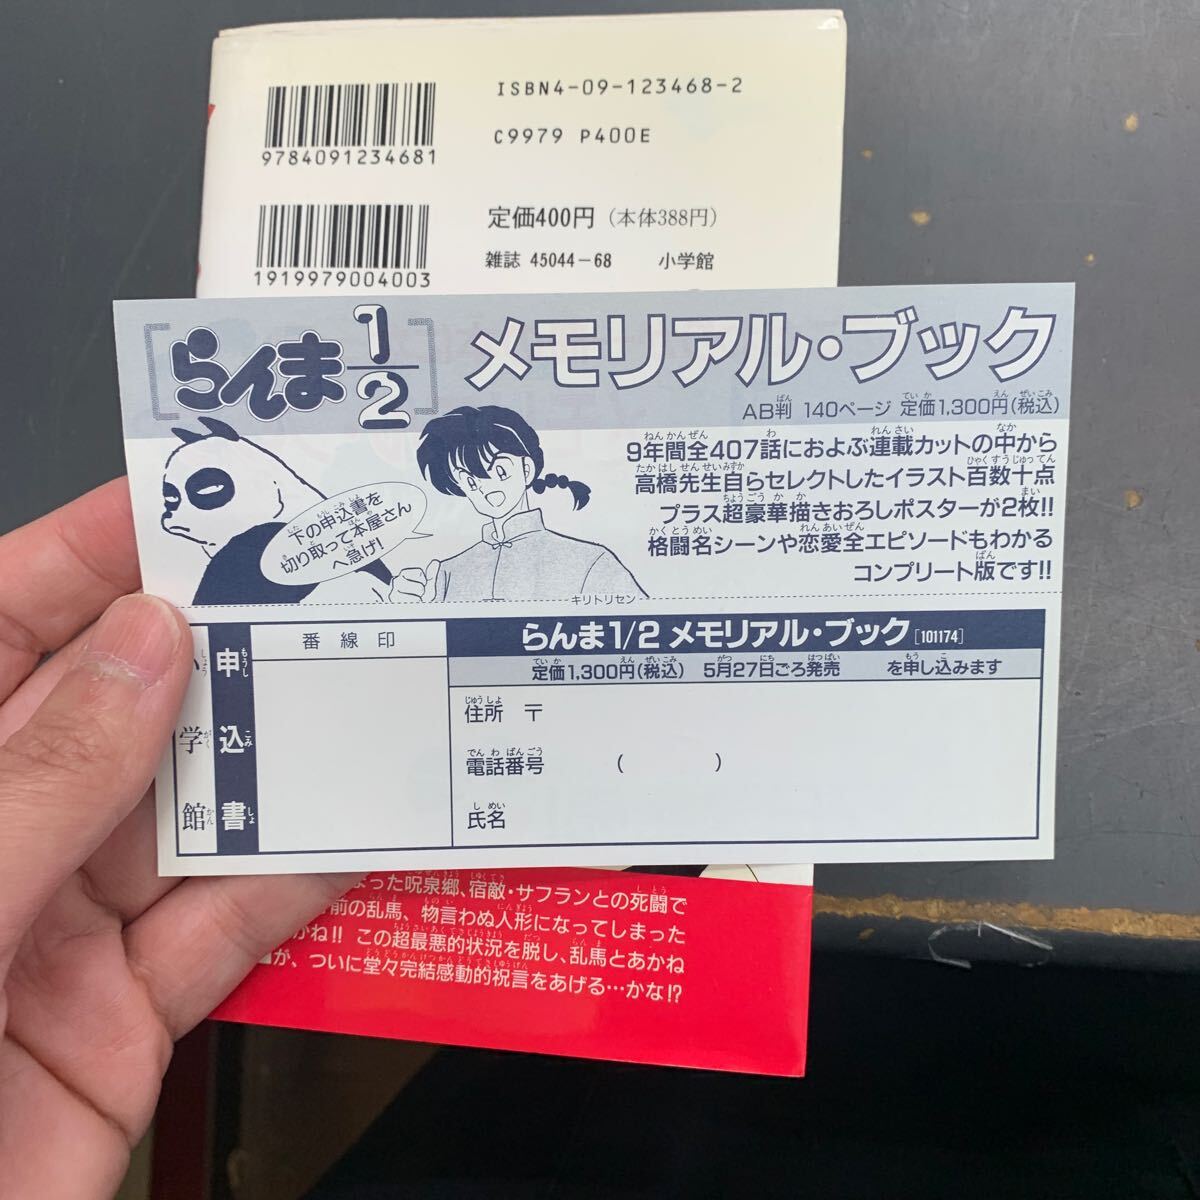 ISBN4-09-123468-2
9784091234681
C9979 P400E
定価400円（本体388円）
1919979004003
雑誌 45044-68 小学館
［らんま1/2］メモリアル・ブック
AB判 140ページ 定価1,300円(税込)
9年間全407話におよぶ連載カットの中から
高橋先生自らセレクトしたイラスト百数十点
プラス超豪華描きおろしポスターが2枚!!
格闘名シーンや恋愛全エピソードもわかる
コンプリート版です!!
下の申込書を
切り取って本屋さん
へ急げ!
キリトリセン
学館
申込書
番線印
らんま1/2 メモリアル・ブック[101174]
定価1,300円(税込) 5月27日ごろ発売 を申し込みます
住所 〒
電話番号 ( )
氏名
まった呪泉郷、宿敵・サフランとの死闘で
前の乱馬、物言わぬ人形になってしまった
かね!! この超最悪的状況を脱し、乱馬とあかね
が、ついに堂々完結感動的祝言をあげる…かな!?